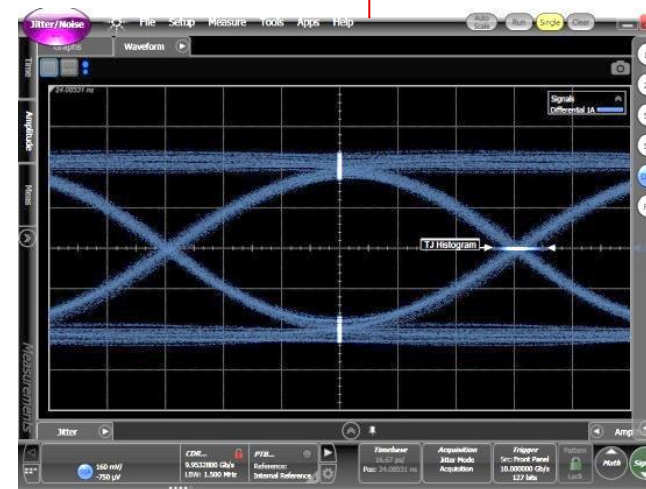 Jitter/Noise File Setup Measure Tools Apps Help Auto Scale Run Single Clear
Graphs Waveform
Time
Amplitude
Meas
Measurements
24.08531 ns
Signals
Differential 1A
TJ Histogram
Jitter
160 mV/
-750 µV
CDR...
9.9532800 Gb/s
LBW: 1.500 MHz
PTB...
Reference:
Internal Reference
Timebase
16.67 ps/
Pos: 24.08531 ns
Acquisition
Jitter Mode
Acquisition
Trigger
Src: Front Panel
10.000000 Gb/s
127 bits
Pattern
Lock
Math